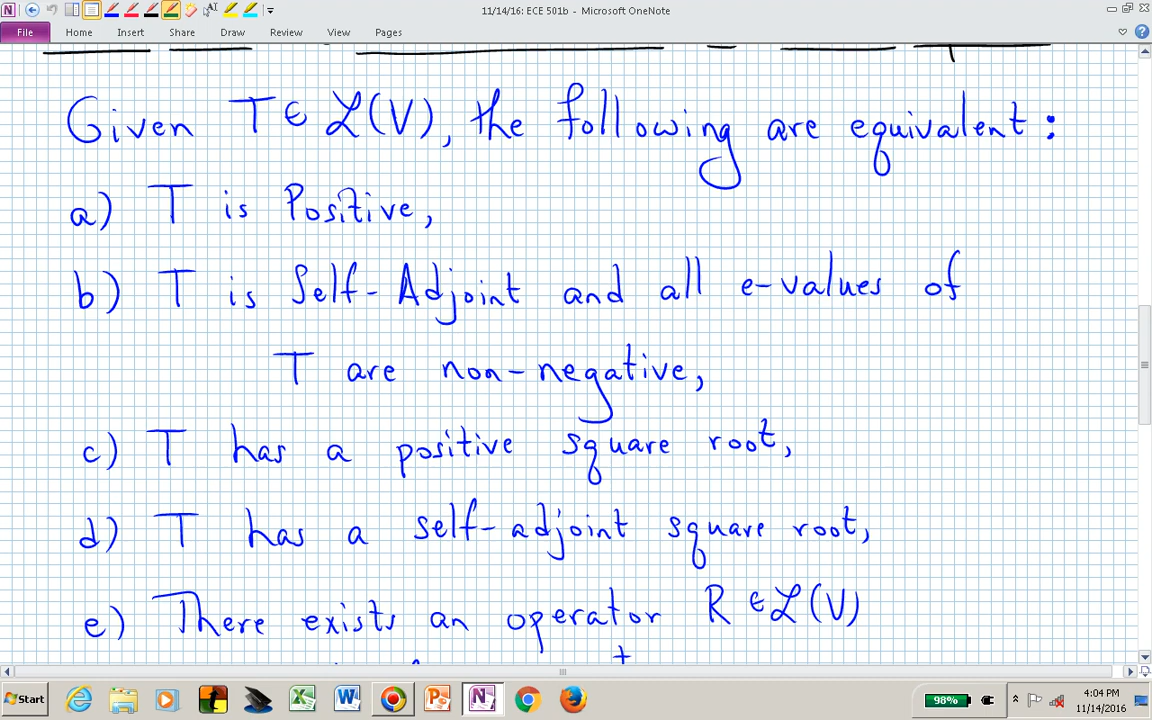 11/14/16: ECE 501b - Microsoft OneNote
File Home Insert Share Draw Review View Pages
Given T ∈ ℒ(V), the following are equivalent:
a) T is Positive,
b) T is Self-Adjoint and all e-values of
T are non-negative,
c) T has a positive square root,
d) T has a self-adjoint square root,
e) There exists an operator R ∈ ℒ(V)
Start
98%
4:04 PM
11/14/2016